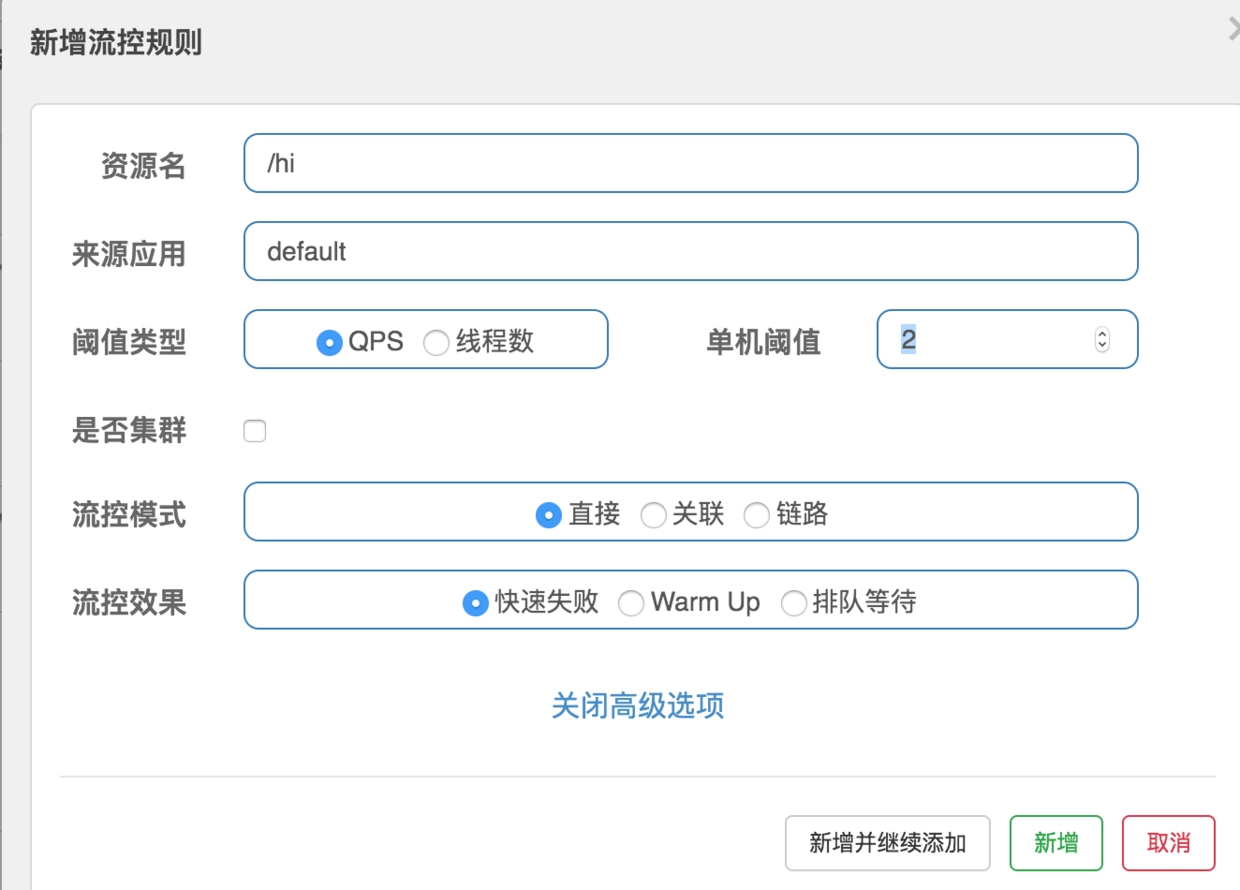 新增流控规则
资源名 /hi
来源应用 default
阈值类型 QPS 线程数 单机阈值 2
是否集群
流控模式 直接 关联 链路
流控效果 快速失败 Warm Up 排队等待
关闭高级选项
新增并继续添加 新增 取消